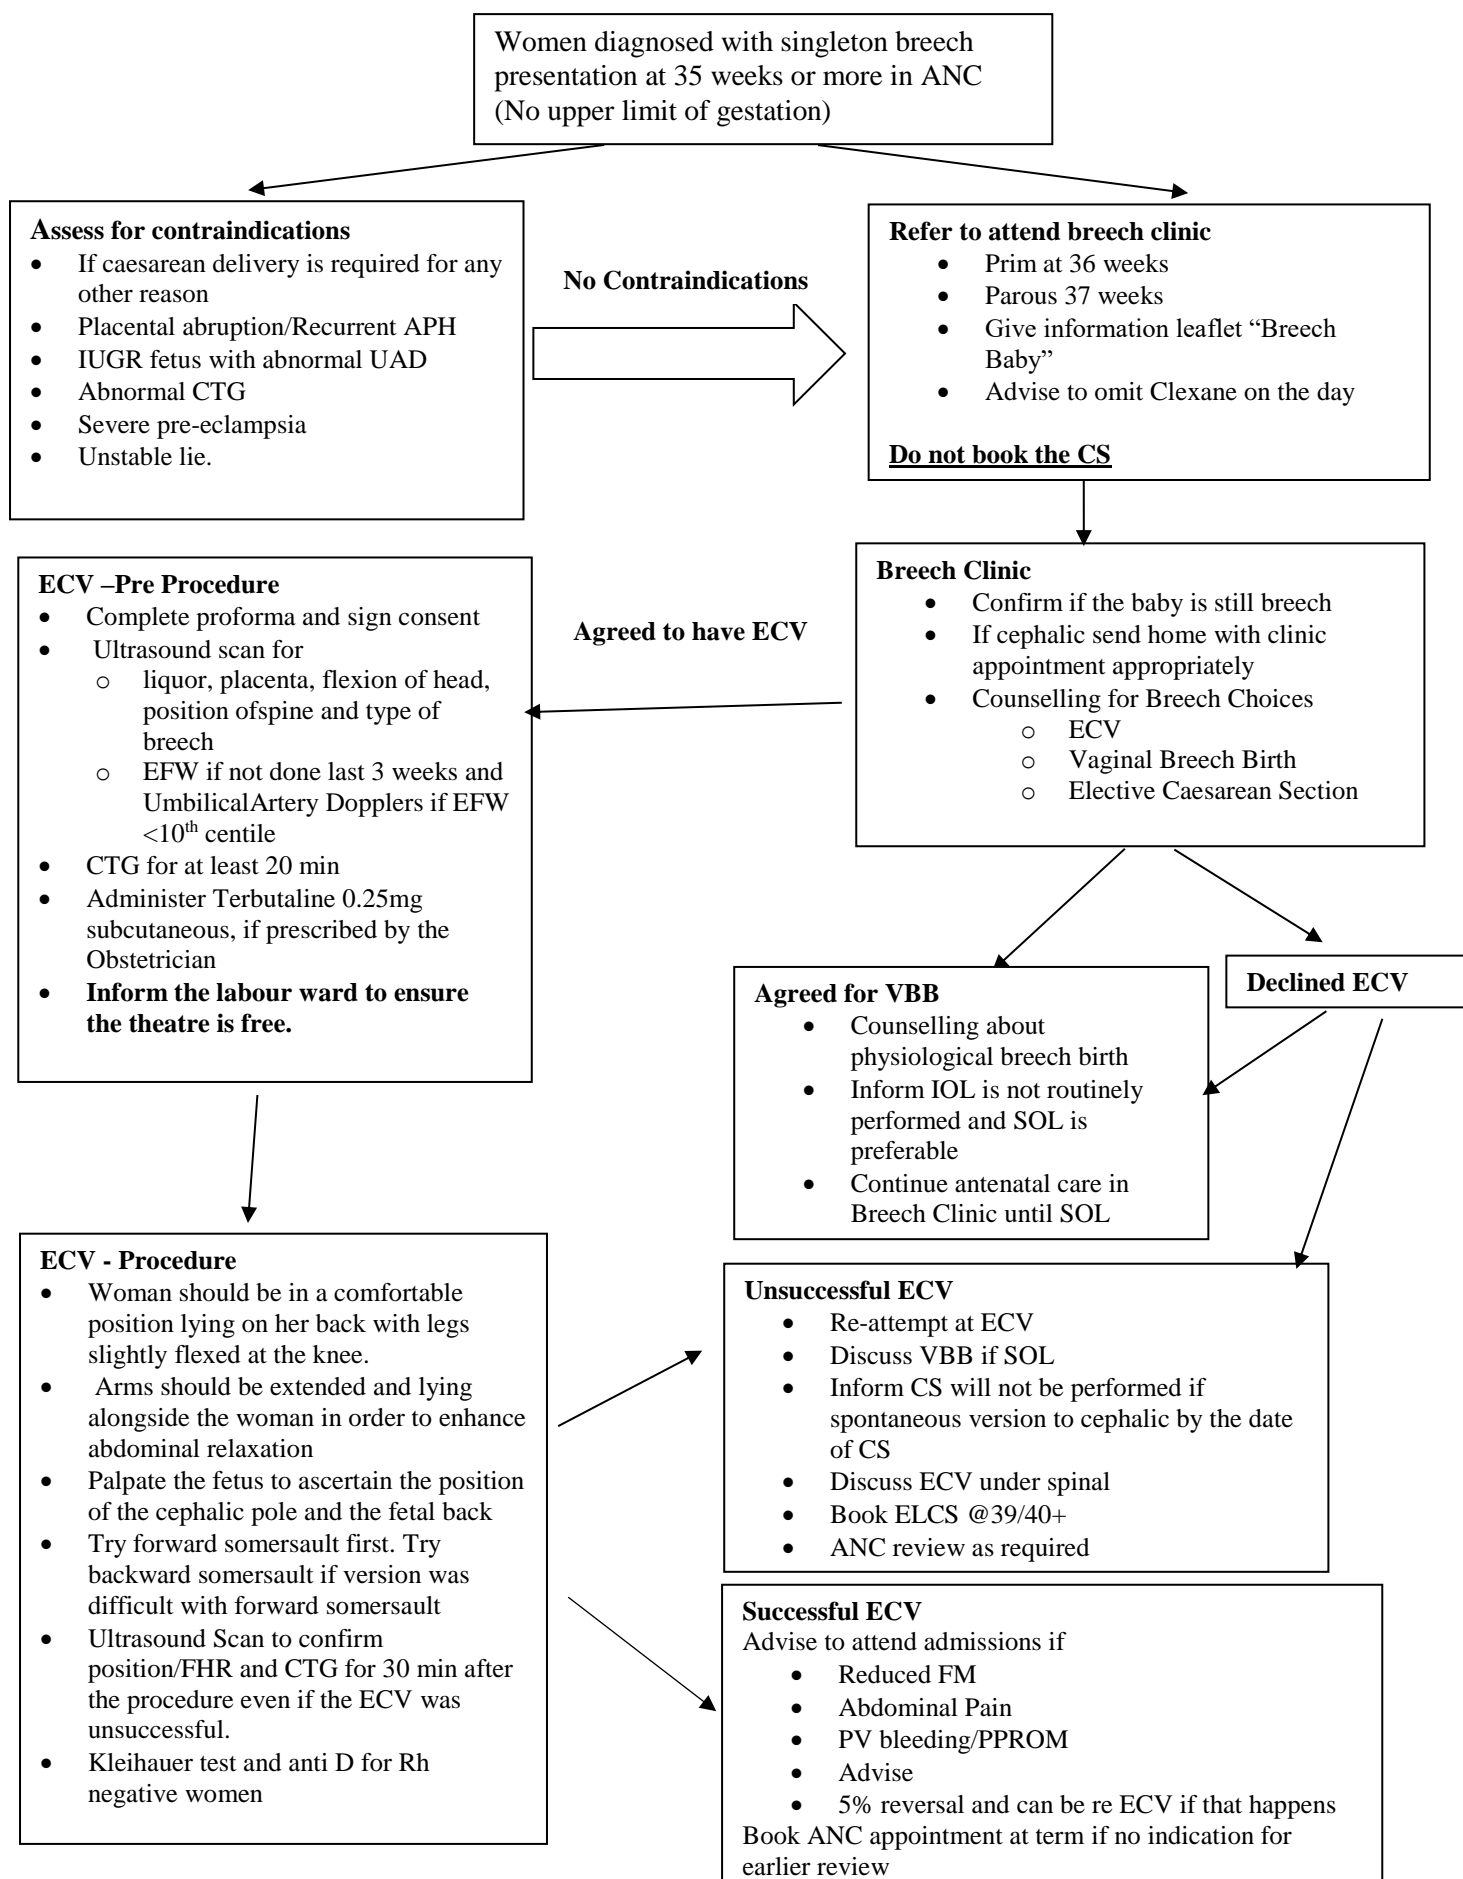 Women diagnosed with singleton breech
presentation at 35 weeks or more in ANC
(No upper limit of gestation)
Assess for contraindications
• If caesarean delivery is required for any
other reason
• Placental abruption/Recurrent APH
• IUGR fetus with abnormal UAD
• Abnormal CTG
• Severe pre-eclampsia
• Unstable lie.
No Contraindications
Refer to attend breech clinic
• Prim at 36 weeks
• Parous 37 weeks
• Give information leaflet “Breech
Baby”
• Advise to omit Clexane on the day
Do not book the CS
Breech Clinic
• Confirm if the baby is still breech
• If cephalic send home with clinic
appointment appropriately
• Counselling for Breech Choices
o ECV
o Vaginal Breech Birth
o Elective Caesarean Section
Agreed to have ECV
ECV –Pre Procedure
• Complete proforma and sign consent
• Ultrasound scan for
o liquor, placenta, flexion of head,
position ofspine and type of
breech
o EFW if not done last 3 weeks and
UmbilicalArtery Dopplers if EFW
<10th centile
• CTG for at least 20 min
• Administer Terbutaline 0.25mg
subcutaneous, if prescribed by the
Obstetrician
• Inform the labour ward to ensure
the theatre is free.
Agreed for VBB
• Counselling about
physiological breech birth
• Inform IOL is not routinely
performed and SOL is
preferable
• Continue antenatal care in
Breech Clinic until SOL
Declined ECV
ECV - Procedure
• Woman should be in a comfortable
position lying on her back with legs
slightly flexed at the knee.
• Arms should be extended and lying
alongside the woman in order to enhance
abdominal relaxation
• Palpate the fetus to ascertain the position
of the cephalic pole and the fetal back
• Try forward somersault first. Try
backward somersault if version was
difficult with forward somersault
• Ultrasound Scan to confirm
position/FHR and CTG for 30 min after
the procedure even if the ECV was
unsuccessful.
• Kleihauer test and anti D for Rh
negative women
Unsuccessful ECV
• Re-attempt at ECV
• Discuss VBB if SOL
• Inform CS will not be performed if
spontaneous version to cephalic by the date
of CS
• Discuss ECV under spinal
• Book ELCS @39/40+
• ANC review as required
Successful ECV
Advise to attend admissions if
• Reduced FM
• Abdominal Pain
• PV bleeding/PPROM
• Advise
• 5% reversal and can be re ECV if that happens
Book ANC appointment at term if no indication for
earlier review